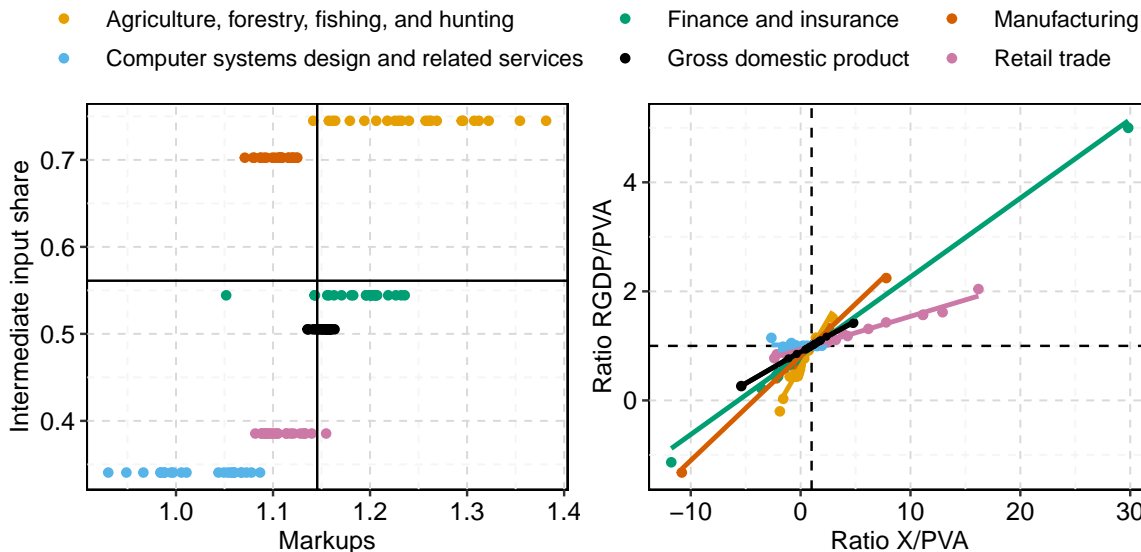 Agriculture, forestry, fishing, and hunting
Finance and insurance
Manufacturing
Computer systems design and related services
Gross domestic product
Retail trade
Intermediate input share
0.7
0.6
0.5
0.4
1.0 1.1 1.2 1.3 1.4
Markups
Ratio RGDP/PVA
4
2
0
−10 0 10 20 30
Ratio X/PVA